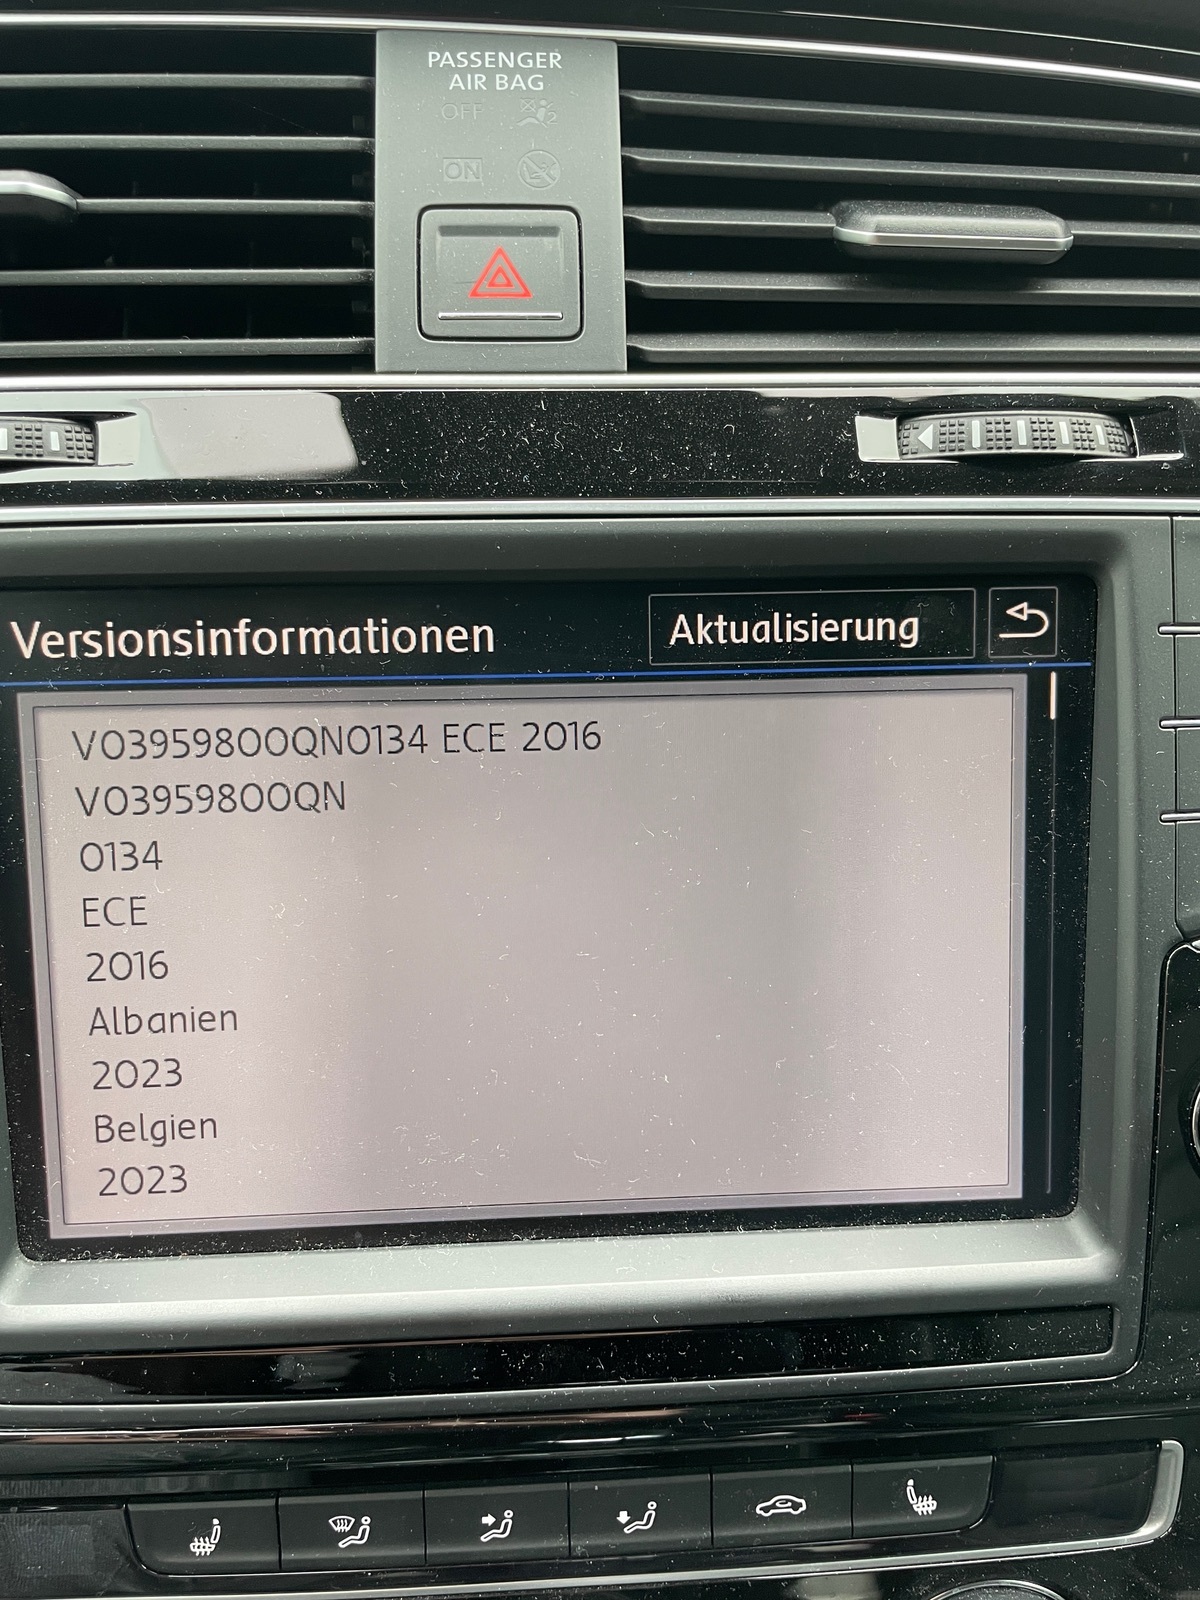 PASSENGER
AIR BAG
OFF
ON
Versionsinformationen
Aktualisierung
V03959800QN0134 ECE 2016
V03959800QN
0134
ECE
2016
Albanien
2023
Belgien
2023